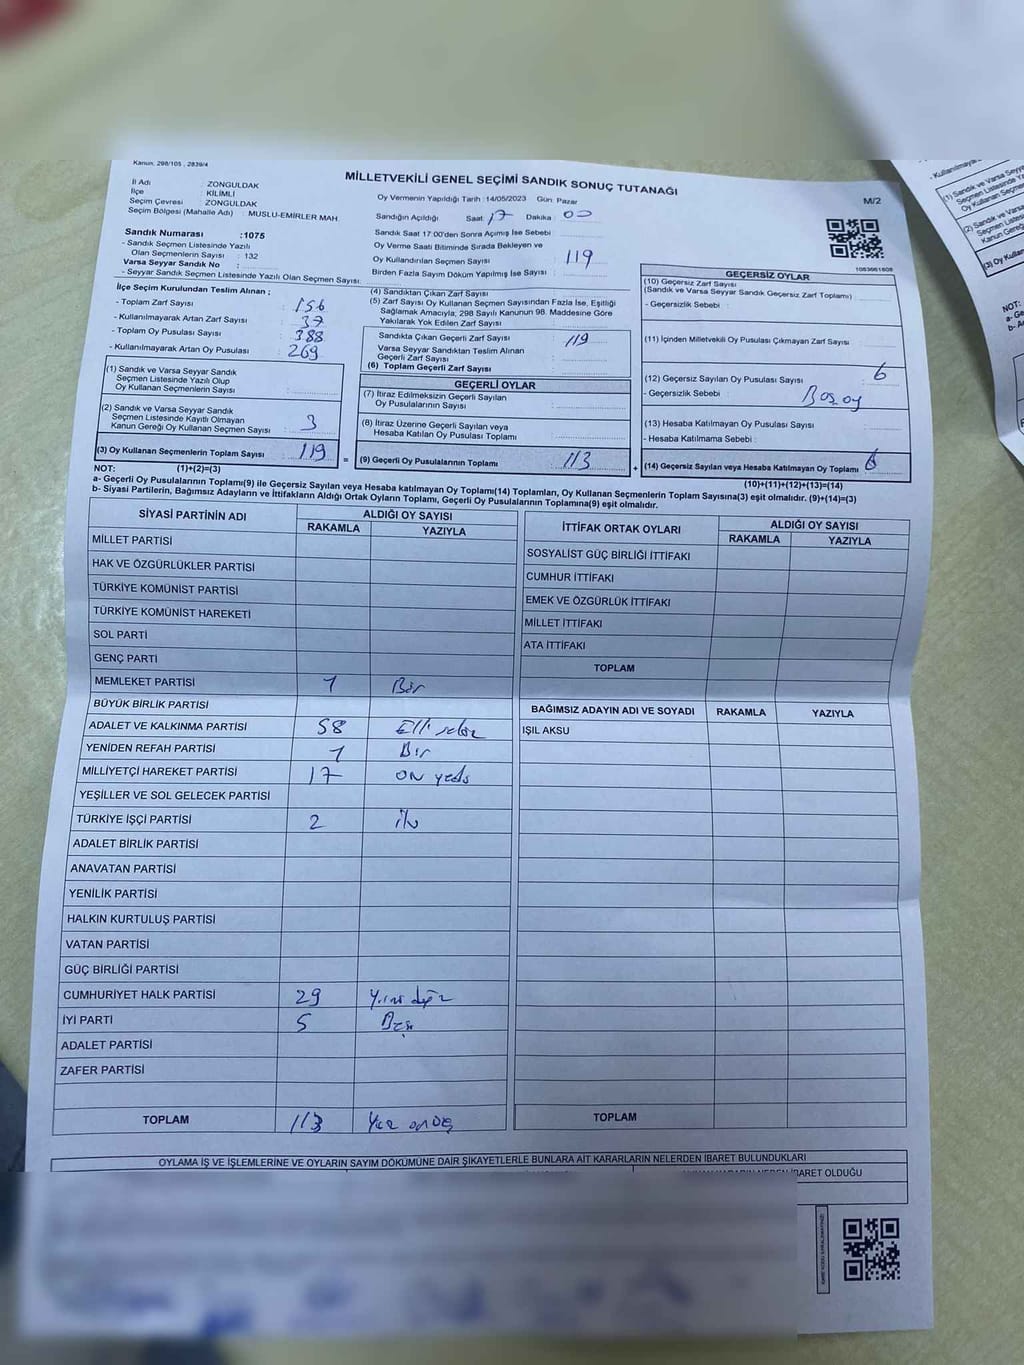 Kanun, 298/105 , 2839/4
MİLLETVEKİLİ GENEL SEÇİMİ SANDIK SONUÇ TUTANAĞI
M/2
İl Adı : ZONGULDAK
İlçe : KİLİMLİ
Seçim Çevresi : ZONGULDAK
Seçim Bölgesi (Mahalle Adı) : MUSLU-EMİRLER MAH.
Oy Vermenin Yapıldığı Tarih : 14/05/2023 Gün : Pazar
Sandığın Açıldığı Saat : 17 Dakika : 00
Sandık Numarası : 1075
- Sandık Seçmen Listesinde Yazılı
Olan Seçmenlerin Sayısı : 132
Varsa Seyyar Sandık No :
- Seyyar Sandık Seçmen Listesinde Yazılı Olan Seçmen Sayısı:
Sandık Saat 17:00'den Sonra Açımış İse Sebebi :
Oy Verme Saati Bitiminde Sırada Bekleyen ve
Oy Kullandırılan Seçmen Sayısı : 119
Birden Fazla Sayım Döküm Yapılmış İse Sayısı :
İlçe Seçim Kurulundan Teslim Alınan ;
- Toplam Zarf Sayısı : 156
- Kullanılmayarak Artan Zarf Sayısı : 37
- Toplam Oy Pusulası Sayısı : 388
- Kullanılmayarak Artan Oy Pusulası : 269
(1) Sandık ve Varsa Seyyar Sandık
Seçmen Listesinde Yazılı Olup
Oy Kullanan Seçmenlerin Sayısı :
(2) Sandık ve Varsa Seyyar Sandık
Seçmen Listesinde Kayıtlı Olmayan
Kanun Gereği Oy Kullanan Seçmen Sayısı : 3
(3) Oy Kullanan Seçmenlerin Toplam Sayısı : 119
(4) Sandıktan Çıkan Zarf Sayısı
(5) Zarf Sayısı Oy Kullanan Seçmen Sayısından Fazla İse, Eşitliği
Sağlamak Amacıyla; 298 Sayılı Kanunun 98. Maddesine Göre
Yakılarak Yok Edilen Zarf Sayısı :
Sandıkta Çıkan Geçerli Zarf Sayısı : 119
Varsa Seyyar Sandıktan Teslim Alınan
Geçerli Zarf Sayısı :
(6) Toplam Geçerli Zarf Sayısı :
GEÇERLİ OYLAR
(7) İtiraz Edilmeksizin Geçerli Sayılan
Oy Pusulalarının Sayısı :
(8) İtiraz Üzerine Geçerli Sayılan veya
Hesaba Katılan Oy Pusulası Toplamı :
= (9) Geçerli Oy Pusulalarının Toplamı : 113
1083661808
GEÇERSİZ OYLAR
(10) Geçersiz Zarf Sayısı
(Sandık ve Varsa Seyyar Sandık Geçersiz Zarf Toplamı) :
- Geçersizlik Sebebi :
(11) İçinden Milletvekili Oy Pusulası Çıkmayan Zarf Sayısı :
(12) Geçersiz Sayılan Oy Pusulası Sayısı : 6
- Geçersizlik Sebebi : Boş oy
(13) Hesaba Katılmayan Oy Pusulası Sayısı :
- Hesaba Katılmama Sebebi :
+ (14) Geçersiz Sayılan veya Hesaba Katılmayan Oy Toplamı : 6
NOT: (1)+(2)=(3)
(10)+(11)+(12)+(13)=(14)
a- Geçerli Oy Pusulalarının Toplamı(9) ile Geçersiz Sayılan veya Hesaba Katılmayan Oy Toplamı(14) Toplamları, Oy Kullanan Seçmenlerin Toplam Sayısına(3) eşit olmalıdır. (9)+(14)=(3)
b- Siyasi Partilerin, Bağımsız Adayların ve İttifakların Aldığı Ortak Oyların Toplamı, Geçerli Oy Pusulalarının Toplamına(9) eşit olmalıdır.
SİYASİ PARTİNİN ADI ALDIĞI OY SAYISI
RAKAMLA YAZIYLA
MİLLET PARTİSİ
HAK VE ÖZGÜRLÜKLER PARTİSİ
TÜRKİYE KOMÜNİST PARTİSİ
TÜRKİYE KOMÜNİST HAREKETİ
SOL PARTİ
GENÇ PARTİ
MEMLEKET PARTİSİ 1 Bir
BÜYÜK BİRLİK PARTİSİ
ADALET VE KALKINMA PARTİSİ 58 Elli sekiz
YENİDEN REFAH PARTİSİ 1 Bir
MİLLİYETÇİ HAREKET PARTİSİ 17 on yedi
YEŞİLLER VE SOL GELECEK PARTİSİ
TÜRKİYE İŞÇİ PARTİSİ 2 iki
ADALET BİRLİK PARTİSİ
ANAVATAN PARTİSİ
YENİLİK PARTİSİ
HALKIN KURTULUŞ PARTİSİ
VATAN PARTİSİ
GÜÇ BİRLİĞİ PARTİSİ
CUMHURİYET HALK PARTİSİ 29
İYİ PARTİ 5 Beş
ADALET PARTİSİ
ZAFER PARTİSİ
TOPLAM 113
İTTİFAK ORTAK OYLARI ALDIĞI OY SAYISI
RAKAMLA YAZIYLA
SOSYALİST GÜÇ BİRLİĞİ İTTİFAKI
CUMHUR İTTİFAKI
EMEK VE ÖZGÜRLÜK İTTİFAKI
MİLLET İTTİFAKI
ATA İTTİFAKI
TOPLAM
BAĞIMSIZ ADAYIN ADI VE SOYADI RAKAMLA YAZIYLA
IŞIL AKSU
TOPLAM
OYLAMA İŞ VE İŞLEMLERİNE VE OYLARIN SAYIM DÖKÜMÜNE DAİR ŞİKAYETLERLE BUNLARA AİT KARARLARIN NELERDEN İBARET BULUNDUKLARI
İBARET OLDUĞU